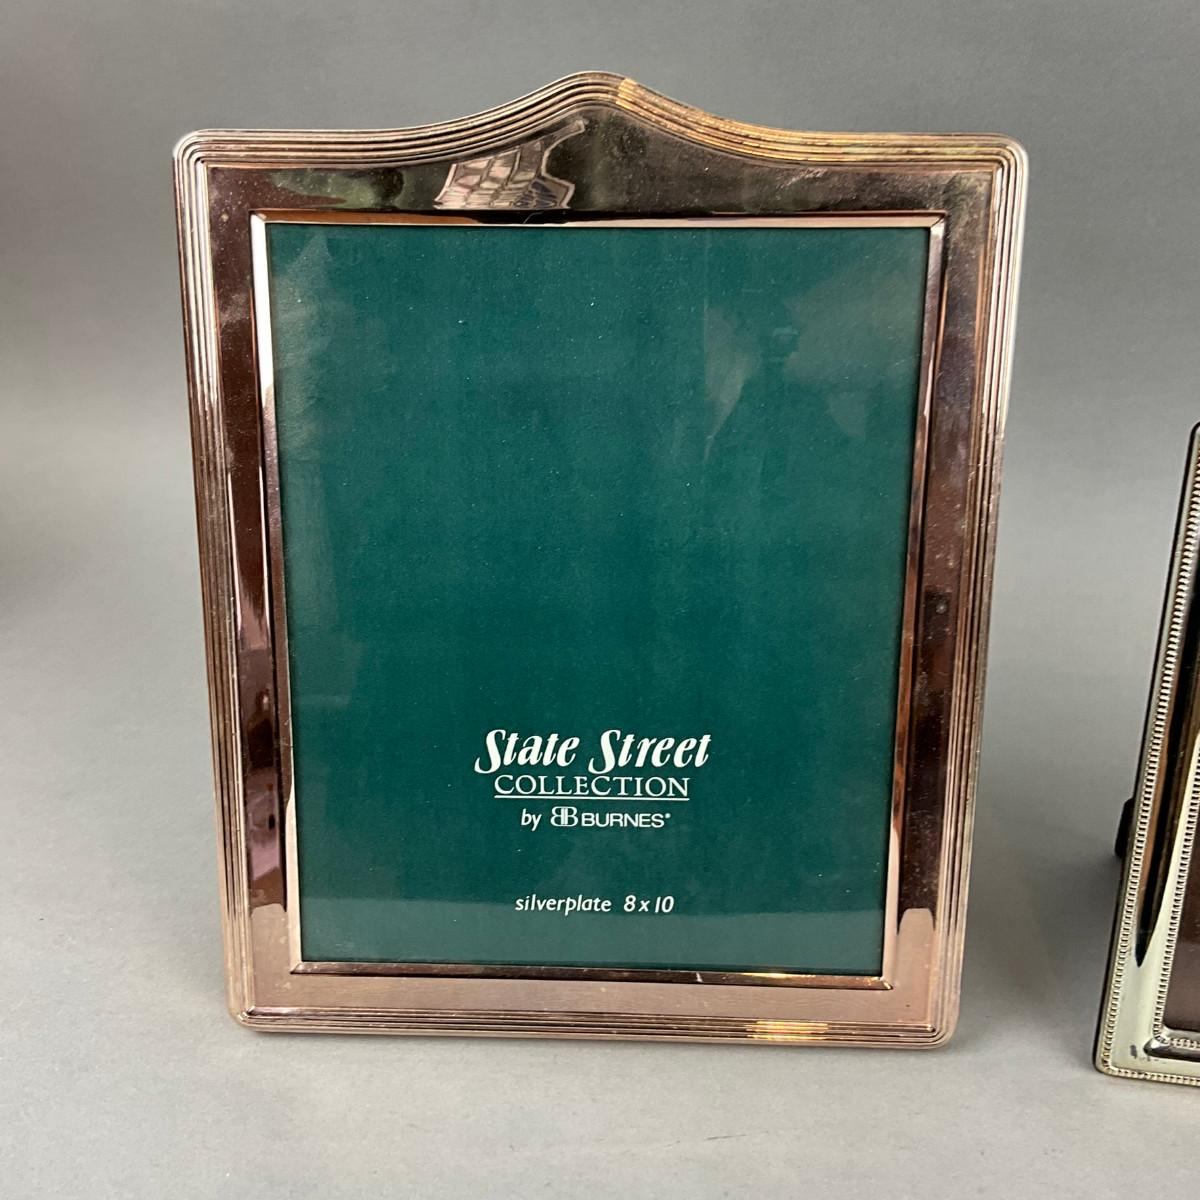 State Street
COLLECTION
by BB BURNES®
silverplate 8 x 10